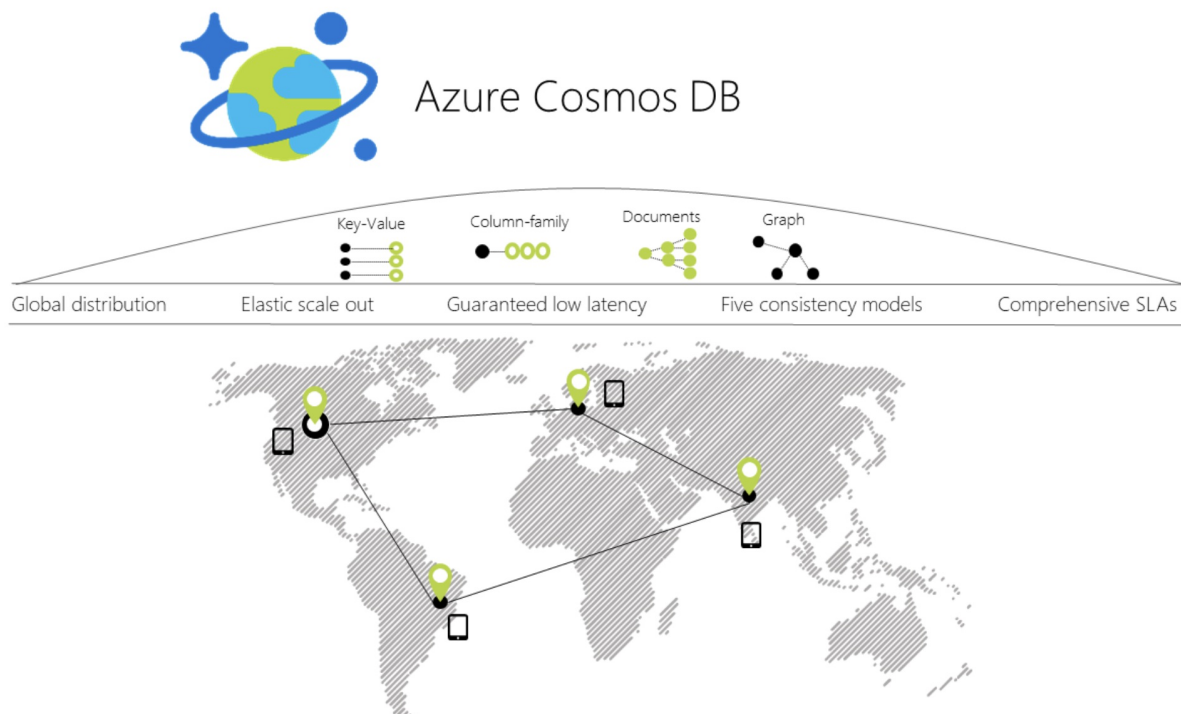 Azure Cosmos DB
Key-Value
Column-family
Documents
Graph
Global distribution
Elastic scale out
Guaranteed low latency
Five consistency models
Comprehensive SLAs